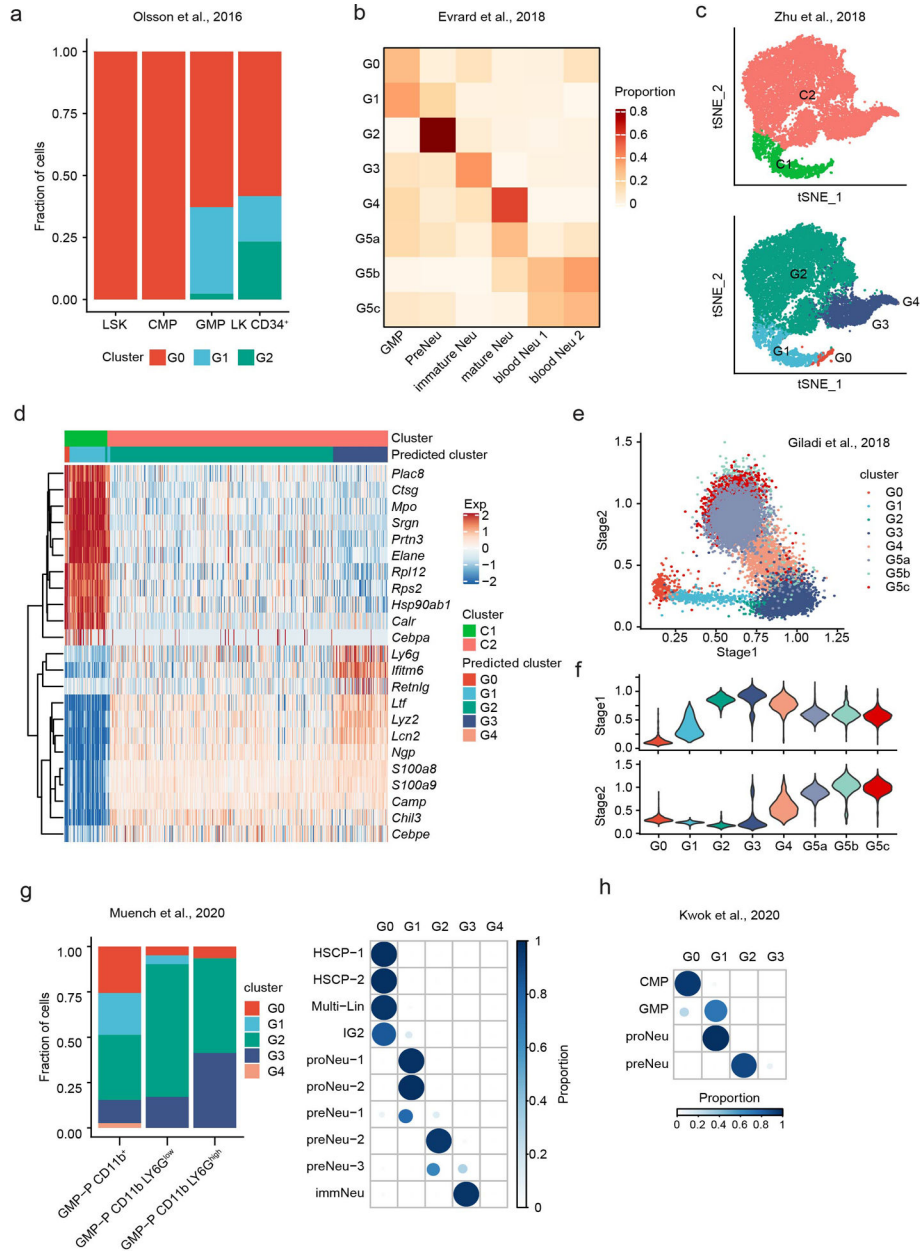 a
Olsson et al., 2016
Fraction of cells
1.00
0.75
0.50
0.25
0.00
LSK
CMP
GMP
LK CD34+
Cluster
G0
G1
G2
b
Evrard et al., 2018
G0
G1
G2
G3
G4
G5a
G5b
G5c
GMP
PreNeu
immature Neu
mature Neu
blood Neu 1
blood Neu 2
Proportion
0.8
0.6
0.4
0.2
0
c
Zhu et al., 2018
tSNE_2
C2
C1
tSNE_1
tSNE_2
G2
G4
G3
G1
G0
tSNE_1
d
Cluster
Predicted cluster
Plac8
Ctsg
Mpo
Srgn
Prtn3
Elane
Rpl12
Rps2
Hsp90ab1
Calr
Cebpa
Ly6g
Ifitm6
Retnlg
Ltf
Lyz2
Lcn2
Ngp
S100a8
S100a9
Camp
Chil3
Cebpe
Exp
2
1
0
−1
−2
Cluster
C1
C2
Predicted cluster
G0
G1
G2
G3
G4
e
Giladi et al., 2018
Stage2
1.5
1.0
0.5
0
0.25
0.50
0.75
1.00
1.25
Stage1
cluster
G0
G1
G2
G3
G4
G5a
G5b
G5c
f
Stage1
1.0
0.5
0.0
Stage2
1.5
1.0
0.5
0.0
G0
G1
G2
G3
G4
G5a
G5b
G5c
g
Muench et al., 2020
Fraction of cells
1.00
0.75
0.50
0.25
0.00
GMP−P CD11b+
GMP−P CD11b LY6Glow
GMP−P CD11b LY6Ghigh
cluster
G0
G1
G2
G3
G4
G0 G1 G2 G3 G4
HSCP−1
HSCP−2
Multi−Lin
IG2
proNeu−1
proNeu−2
preNeu−1
preNeu−2
preNeu−3
immNeu
1
0.8
0.6
0.4
0.2
0
Proportion
h
Kwok et al., 2020
G0 G1 G2 G3
CMP
GMP
proNeu
preNeu
Proportion
0 0.2 0.4 0.6 0.8 1